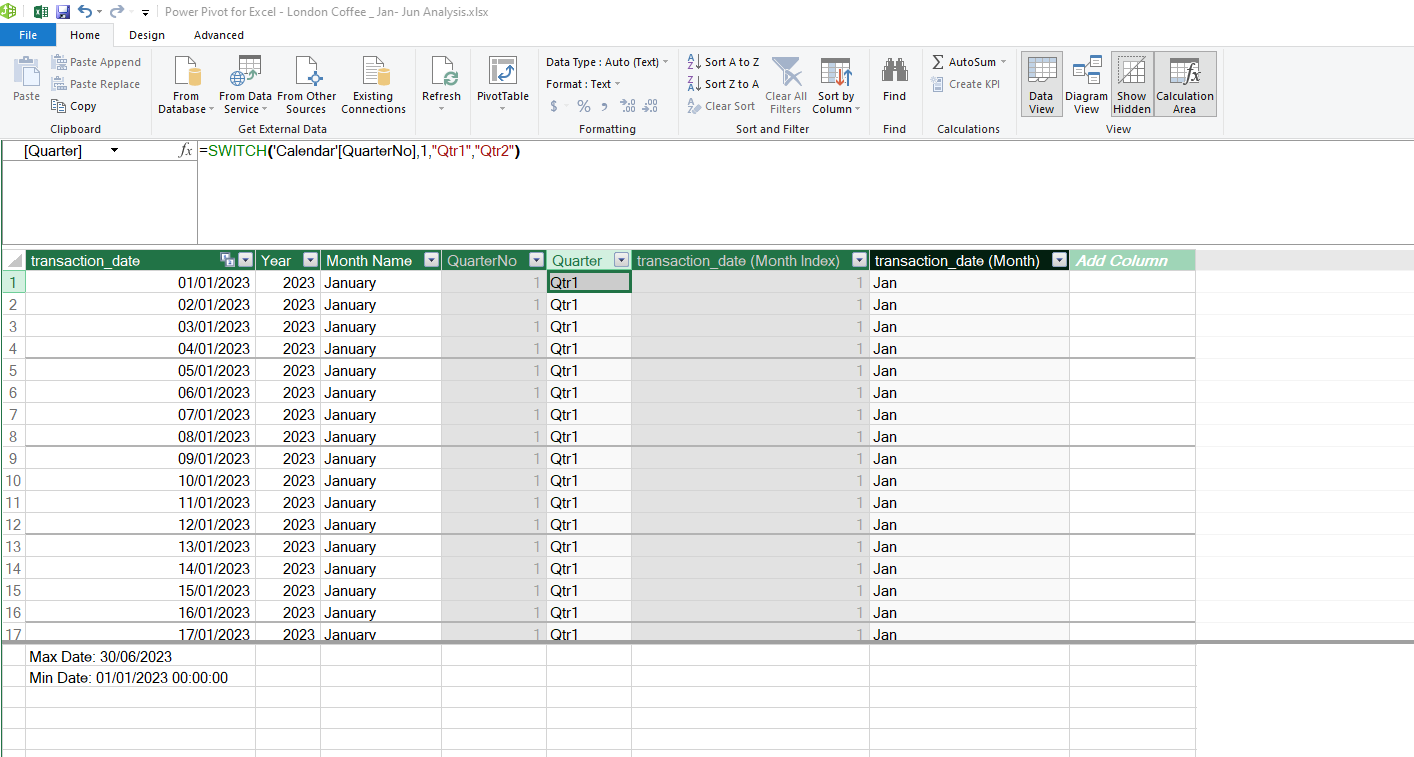 Power Pivot for Excel - London Coffee _ Jan- Jun Analysis.xlsx
File Home Design Advanced
Paste
Paste Append
Paste Replace
Copy
Clipboard
From Database
From Data Service
From Other Sources
Existing Connections
Get External Data
Refresh
PivotTable
Data Type : Auto (Text)
Format : Text
$ % , .00 →.0 .0 .00
Formatting
Sort A to Z
Sort Z to A
Clear Sort
Clear All Filters
Sort by Column
Sort and Filter
Find
Find
AutoSum
Create KPI
Calculations
Data View
Diagram View
Show Hidden
Calculation Area
View
[Quarter] fx =SWITCH('Calendar'[QuarterNo],1,"Qtr1","Qtr2")
transaction_date Year Month Name QuarterNo Quarter transaction_date (Month Index) transaction_date (Month) Add Column
1 01/01/2023 2023 January 1 Qtr1 1 Jan
2 02/01/2023 2023 January 1 Qtr1 1 Jan
3 03/01/2023 2023 January 1 Qtr1 1 Jan
4 04/01/2023 2023 January 1 Qtr1 1 Jan
5 05/01/2023 2023 January 1 Qtr1 1 Jan
6 06/01/2023 2023 January 1 Qtr1 1 Jan
7 07/01/2023 2023 January 1 Qtr1 1 Jan
8 08/01/2023 2023 January 1 Qtr1 1 Jan
9 09/01/2023 2023 January 1 Qtr1 1 Jan
10 10/01/2023 2023 January 1 Qtr1 1 Jan
11 11/01/2023 2023 January 1 Qtr1 1 Jan
12 12/01/2023 2023 January 1 Qtr1 1 Jan
13 13/01/2023 2023 January 1 Qtr1 1 Jan
14 14/01/2023 2023 January 1 Qtr1 1 Jan
15 15/01/2023 2023 January 1 Qtr1 1 Jan
16 16/01/2023 2023 January 1 Qtr1 1 Jan
17 17/01/2023 2023 January 1 Qtr1 1 Jan
Max Date: 30/06/2023
Min Date: 01/01/2023 00:00:00